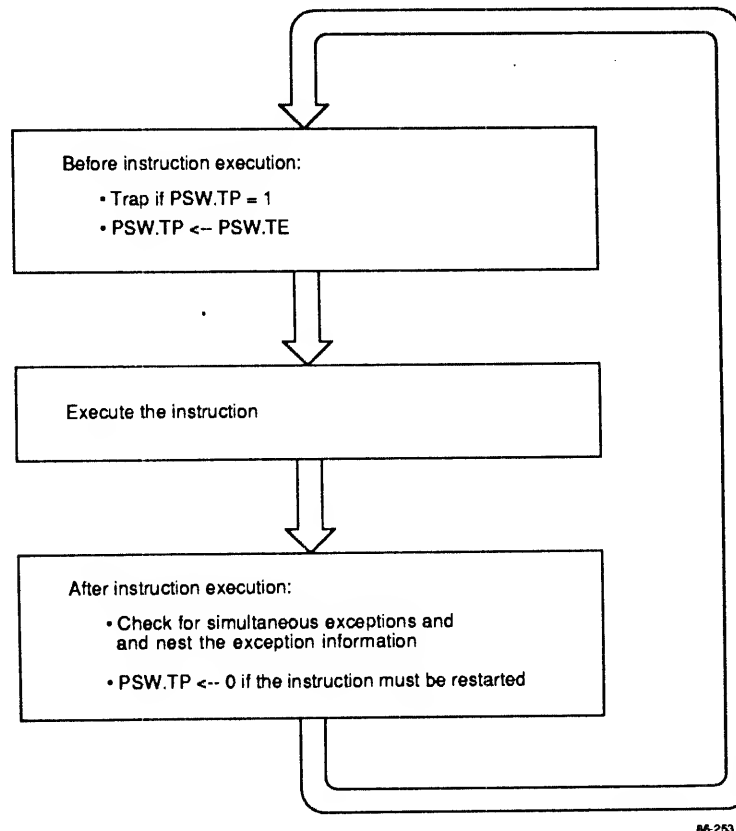 Before instruction execution:
• Trap if PSW.TP = 1
• PSW.TP <-- PSW.TE
Execute the instruction
After instruction execution:
• Check for simultaneous exceptions and
and nest the exception information
• PSW.TP <-- 0 if the instruction must be restarted